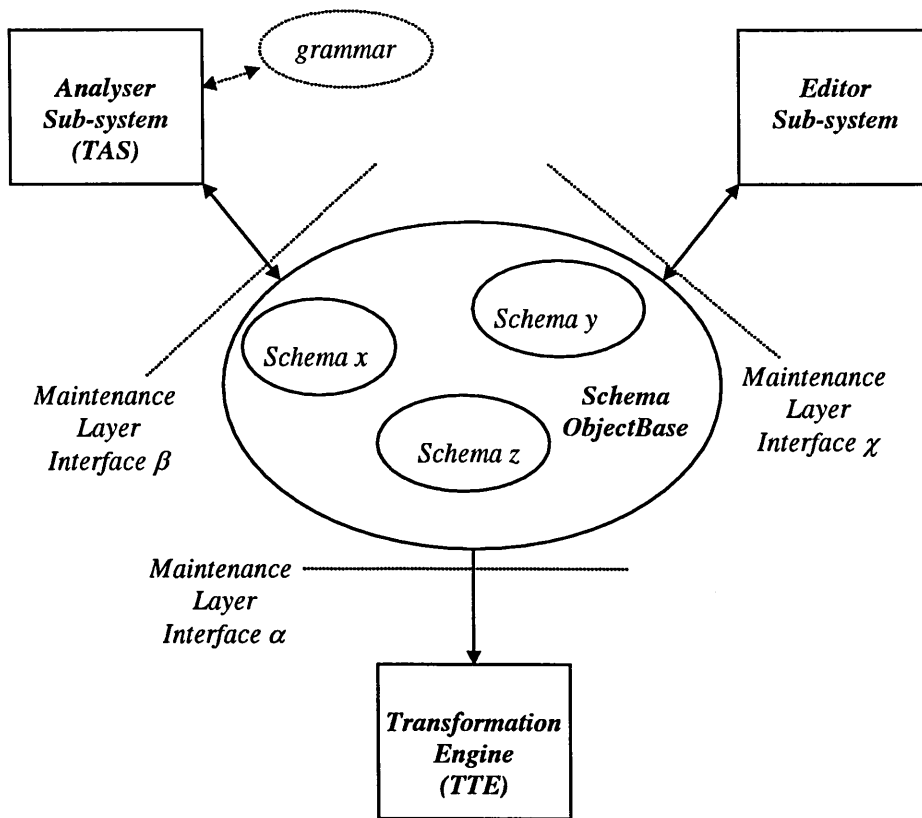 grammar
Analyser
Sub-system
(TAS)
Editor
Sub-system
Schema x
Schema y
Schema z
Schema
ObjectBase
Maintenance
Layer
Interface β
Maintenance
Layer
Interface χ
Maintenance
Layer
Interface α
Transformation
Engine
(TTE)